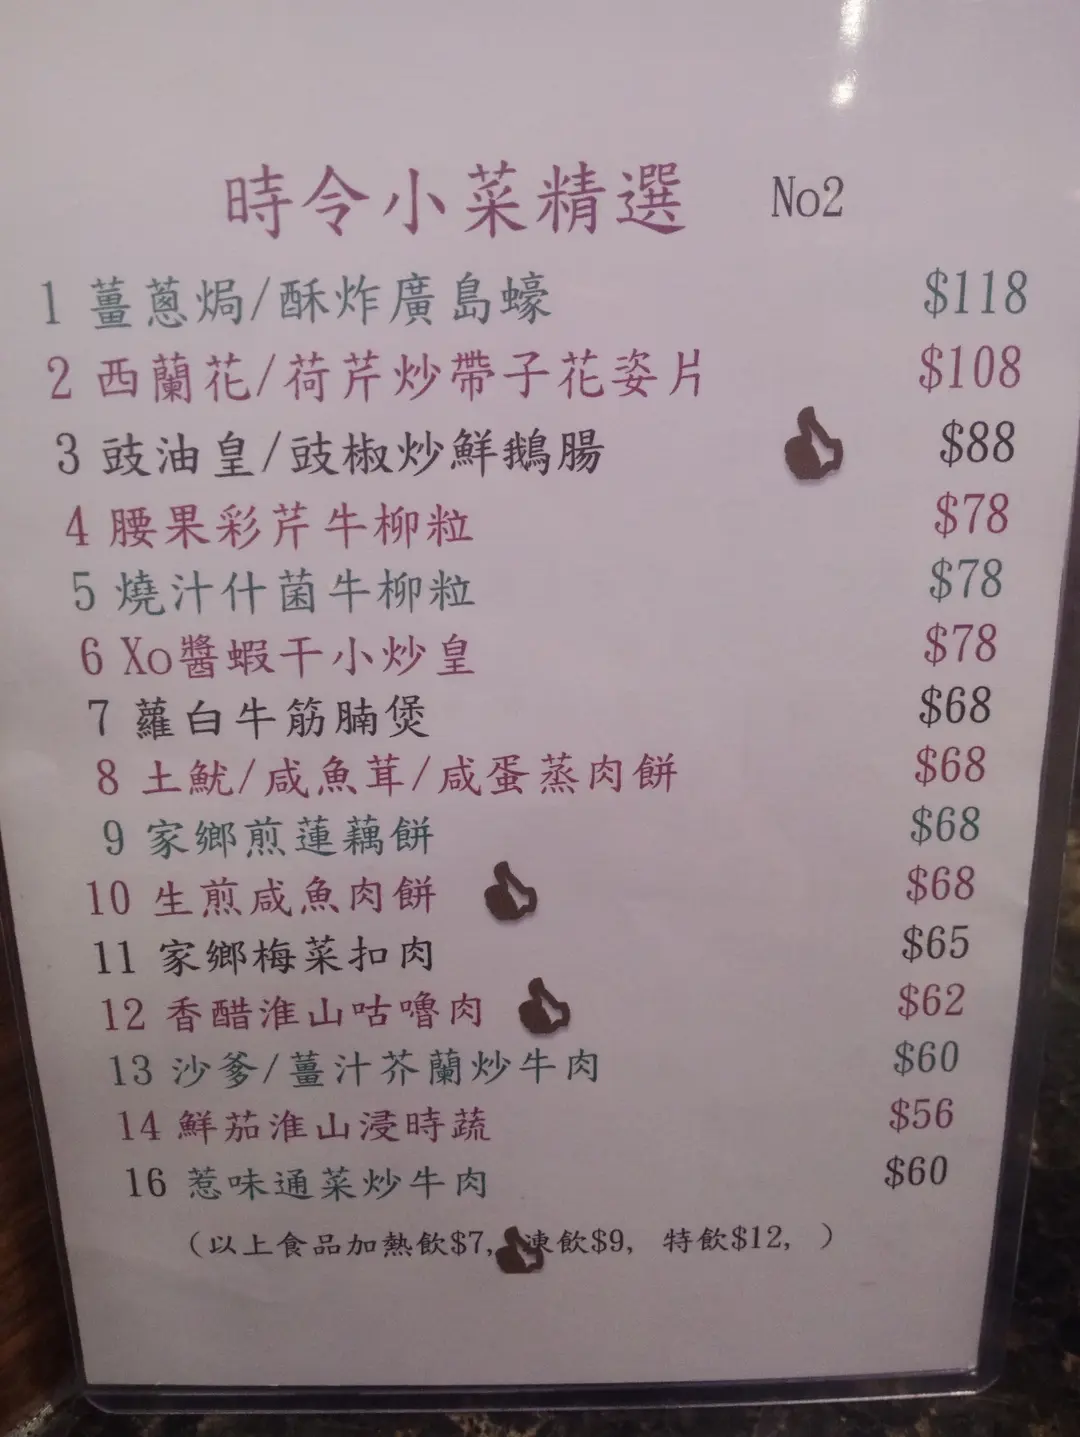 時令小菜精選 No2
1 薑蔥焗/酥炸廣島蠔 $118
2 西蘭花/荷芹炒帶子花姿片 $108
3 豉油皇/豉椒炒鮮鵝腸 $88
4 腰果彩芹牛柳粒 $78
5 燒汁什菌牛柳粒 $78
6 Xo醬蝦干小炒皇 $78
7 蘿白牛筋腩煲 $68
8 土魷/咸魚茸/咸蛋蒸肉餅 $68
9 家鄉煎蓮藕餅 $68
10 生煎咸魚肉餅 $68
11 家鄉梅菜扣肉 $65
12 香醋淮山咕嚕肉 $62
13 沙爹/薑汁芥蘭炒牛肉 $60
14 鮮茄淮山浸時蔬 $56
16 惹味通菜炒牛肉 $60
（以上食品加熱飲$7, 凍飲$9, 特飲$12, ）